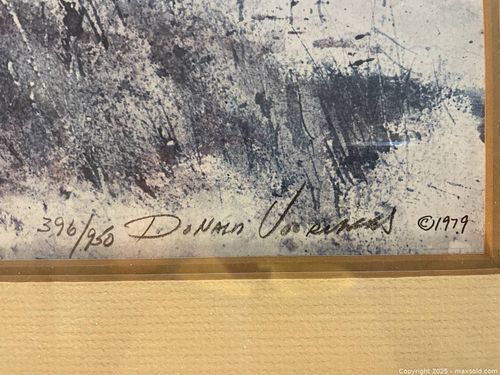 396/950 Donald Voorhees ©1979
Copyright 2025 - maxsold.com